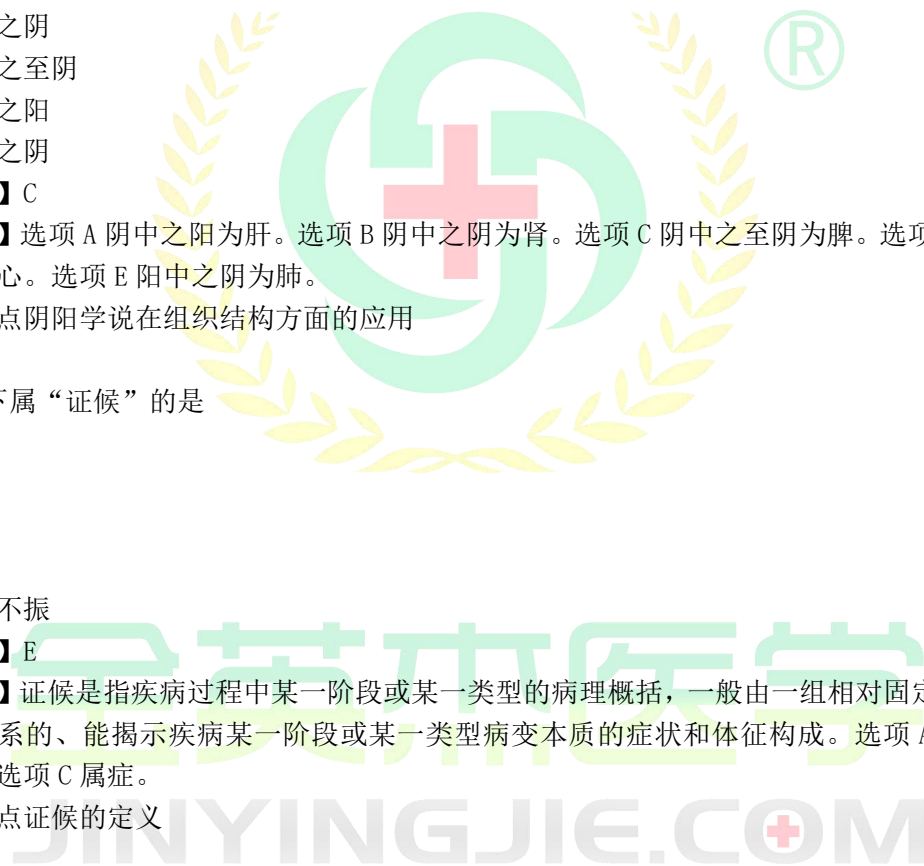 之阴
之至阴
之阳
之阴
】C
】选项 A 阴中之阳为肝。选项 B 阴中之阴为肾。选项 C 阴中之至阴为脾。选项
心。选项 E 阳中之阴为肺。
点阴阳学说在组织结构方面的应用
下属“证候”的是
不振
】E
】证候是指疾病过程中某一阶段或某一类型的病理概括，一般由一组相对固定
系的、能揭示疾病某一阶段或某一类型病变本质的症状和体征构成。选项 A
选项 C 属症。
点证候的定义
金英杰医学
JINYINGJIE.COM
®